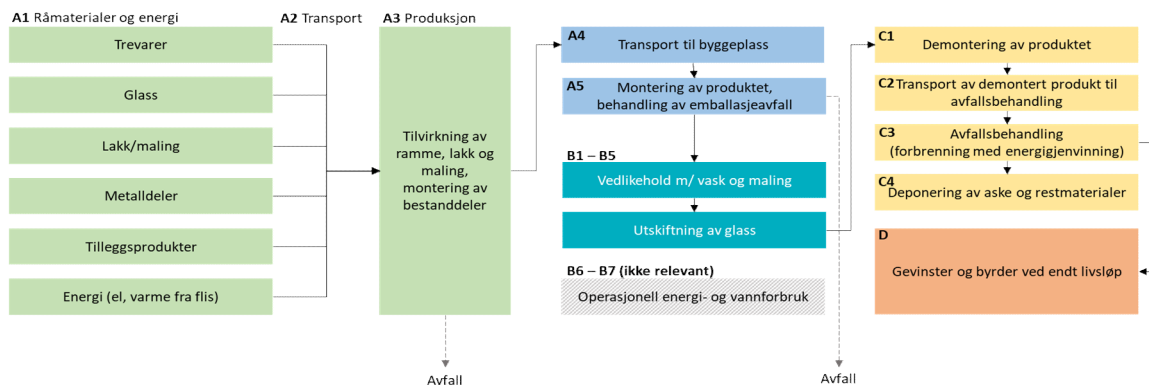 A1 Råmaterialer og energi
A2 Transport
A3 Produksjon
Trevarer
Glass
Lakk/maling
Metalldeler
Tilleggsprodukter
Energi (el, varme fra flis)
Tilvirkning av
ramme, lakk og
maling,
montering av
bestanddeler
Avfall
A4
Transport til byggeplass
A5
Montering av produktet,
behandling av emballasjeavfall
B1 – B5
Vedlikehold m/ vask og maling
Utskiftning av glass
B6 – B7 (ikke relevant)
Operasjonell energi- og vannforbruk
Avfall
C1
Demontering av produktet
C2
Transport av demontert produkt til
avfallsbehandling
C3
Avfallsbehandling
(forbrenning med energigjenvinning)
C4
Deponering av aske og restmaterialer
D
Gevinster og byrder ved endt livsløp